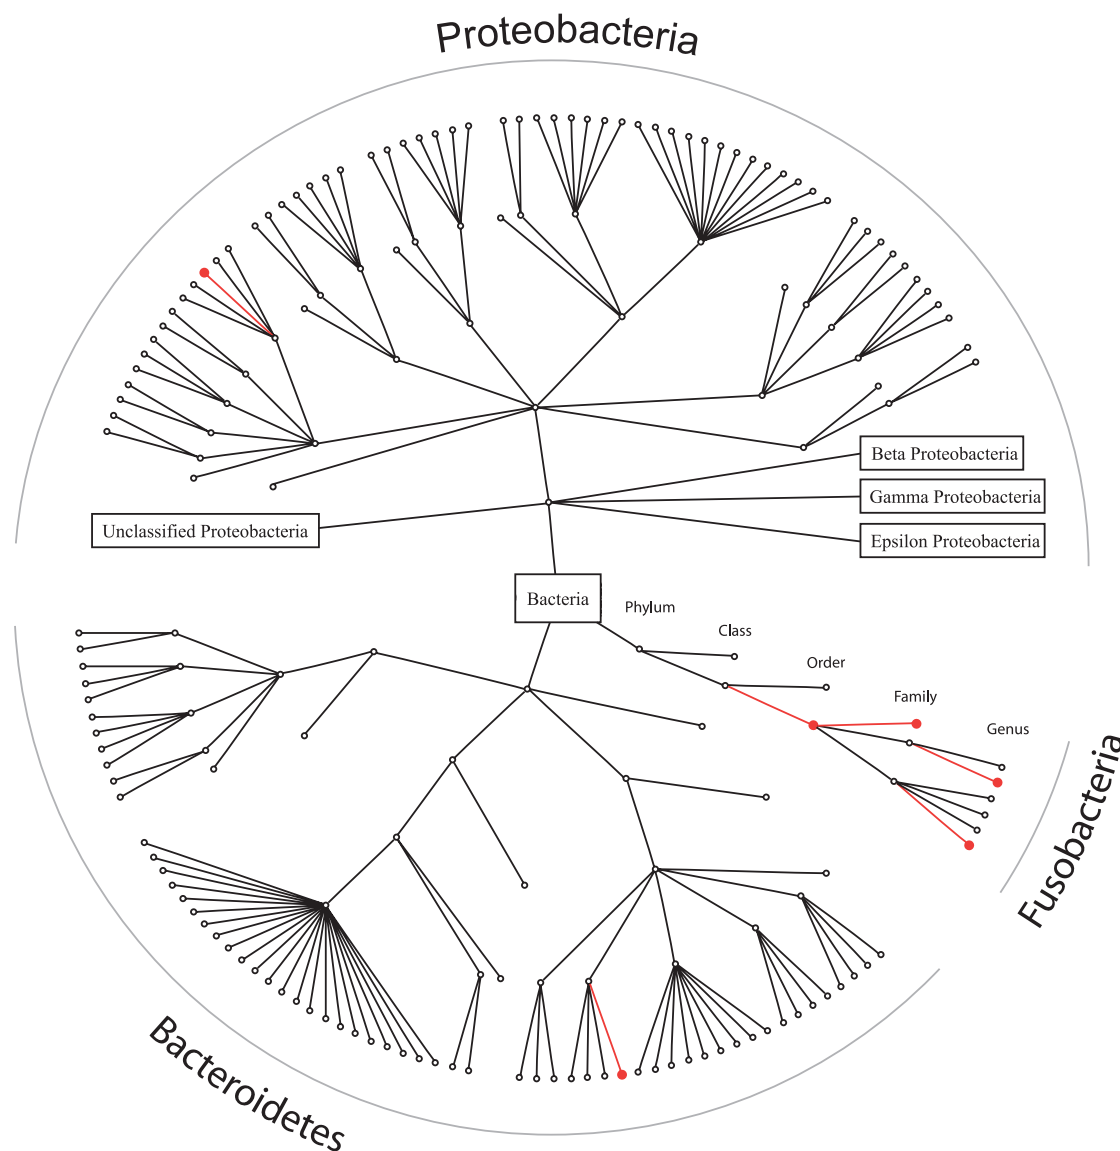 Proteobacteria
Beta Proteobacteria
Gamma Proteobacteria
Unclassified Proteobacteria
Epsilon Proteobacteria
Bacteria
Phylum
Class
Order
Family
Genus
Fusobacteria
Bacteroidetes